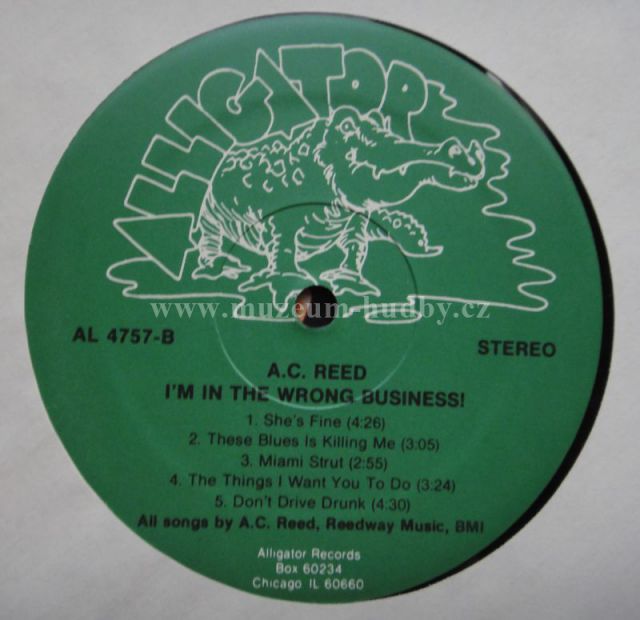 ALLIGATOR
www.muzeum-hudby.cz
AL 4757-B
STEREO
A.C. REED
I'M IN THE WRONG BUSINESS!
1. She's Fine (4:26)
2. These Blues Is Killing Me (3:05)
3. Miami Strut (2:55)
4. The Things I Want You To Do (3:24)
5. Don't Drive Drunk (4:30)
All songs by A.C. Reed, Reedway Music, BMI
Alligator Records
Box 60234
Chicago IL 60660